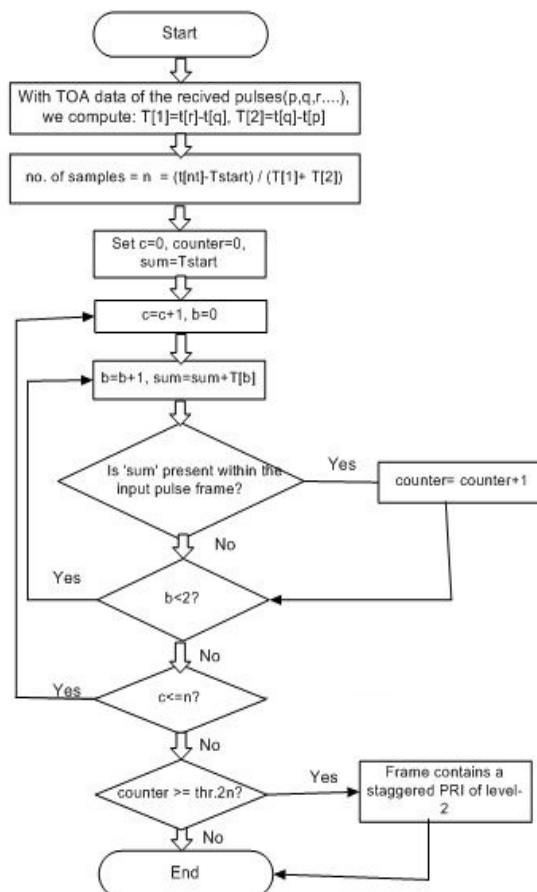 Start
With TOA data of the recived pulses(p,q,r....),
we compute: T[1]=t[r]-t[q], T[2]=t[q]-t[p]
no. of samples = n = (t[nt]-Tstart) / (T[1]+ T[2])
Set c=0, counter=0,
sum=Tstart
c=c+1, b=0
b=b+1, sum=sum+T[b]
Is 'sum' present within the
input pulse frame?
Yes
counter= counter+1
No
b<2?
Yes
No
c<=n?
Yes
No
counter >= thr.2n?
Yes
Frame contains a
staggered PRI of level-
2
No
End